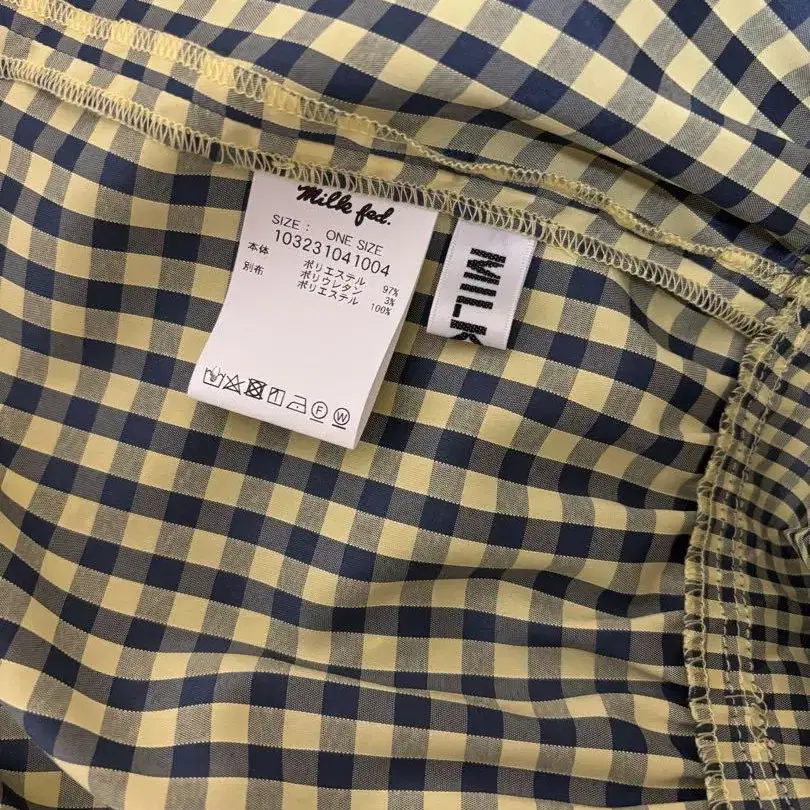 Milk fed.
SIZE : ONE SIZE
103231041004
本体 ポリエステル 97%
ポリウレタン 3%
別布 ポリエステル 100%
F W
MILK